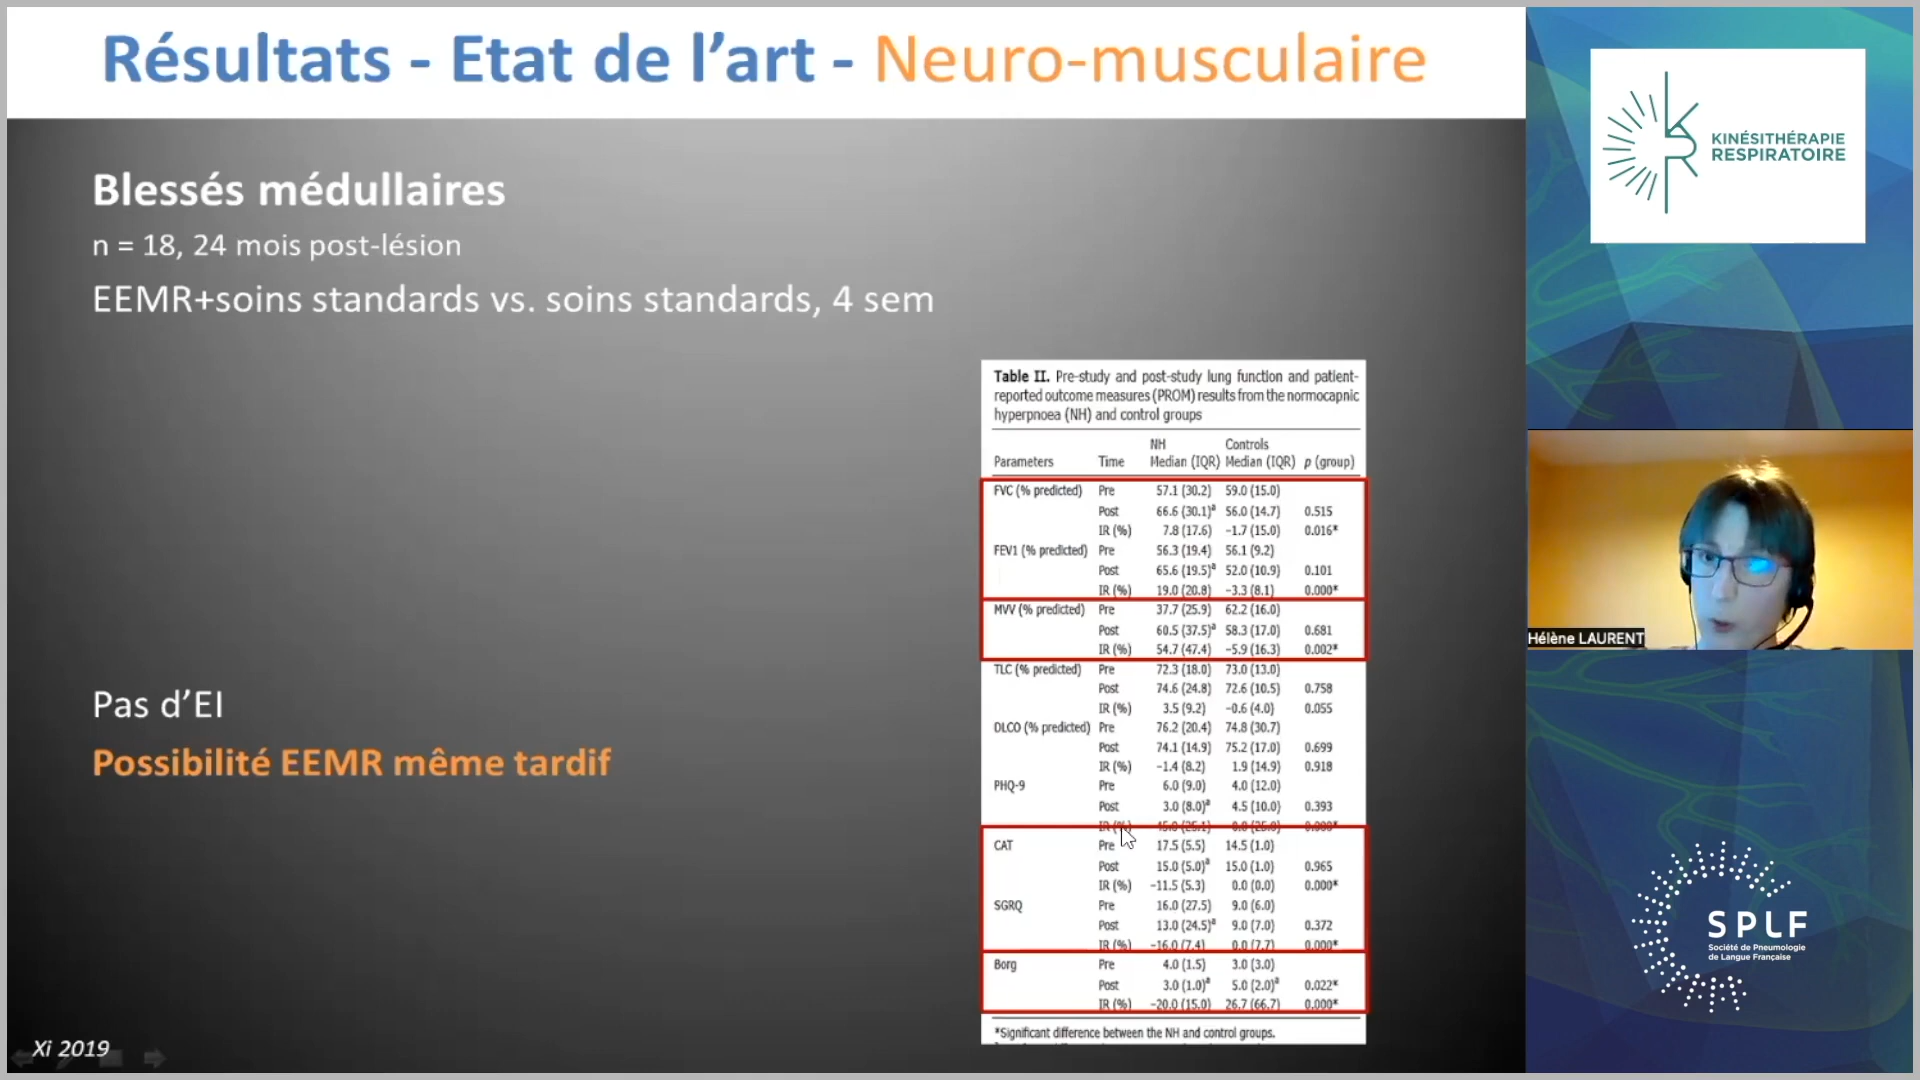 Résultats - Etat de l’art - Neuro-musculaire
Blessés médullaires
n = 18, 24 mois post-lésion
EEMR+soins standards vs. soins standards, 4 sem
Pas d’EI
Possibilité EEMR même tardif
Xi 2019
Table II. Pre-study and post-study lung function and patient-
reported outcome measures (PROM) results from the normocapnic
hyperpnoea (NH) and control groups
NH Controls
Parameters Time Median (IQR) Median (IQR) p (group)
FVC (% predicted) Pre 57.1 (30.2) 59.0 (15.0)
Post 66.6 (30.1)ª 56.0 (14.7) 0.515
IR (%) 7.8 (17.6) −1.7 (15.0) 0.016*
FEV1 (% predicted) Pre 56.3 (19.4) 56.1 (9.2)
Post 65.6 (19.5)ª 52.0 (10.9) 0.101
IR (%) 19.0 (20.8) −3.3 (8.1) 0.000*
MVV (% predicted) Pre 37.7 (25.9) 62.2 (16.0)
Post 60.5 (37.5)ª 58.3 (17.0) 0.681
IR (%) 54.7 (47.4) −5.9 (16.3) 0.002*
TLC (% predicted) Pre 72.3 (18.0) 73.0 (13.0)
Post 74.6 (24.8) 72.6 (10.5) 0.758
IR (%) 3.5 (9.2) −0.6 (4.0) 0.055
DLCO (% predicted) Pre 76.2 (20.4) 74.8 (30.7)
Post 74.1 (14.9) 75.2 (17.0) 0.699
IR (%) −1.4 (8.2) 1.9 (14.9) 0.918
PHQ-9 Pre 6.0 (9.0) 4.0 (12.0)
Post 3.0 (8.0)ª 4.5 (10.0) 0.393
IR (%)
CAT Pre 17.5 (5.5) 14.5 (1.0)
Post 15.0 (5.0)ª 15.0 (1.0) 0.965
IR (%) −11.5 (5.3) 0.0 (0.0) 0.000*
SGRQ Pre 16.0 (27.5) 9.0 (6.0)
Post 13.0 (24.5)ª 9.0 (7.0) 0.372
IR (%) −16.0 (7.4) 0.0 (7.7) 0.000*
Borg Pre 4.0 (1.5) 3.0 (3.0)
Post 3.0 (1.0)ª 5.0 (2.0)ª 0.022*
IR (%) −20.0 (15.0) 26.7 (66.7) 0.000*
*Significant difference between the NH and control groups.
KINÉSITHÉRAPIE
RESPIRATOIRE
Hélène LAURENT
SPLF
Société de Pneumologie
de Langue Française